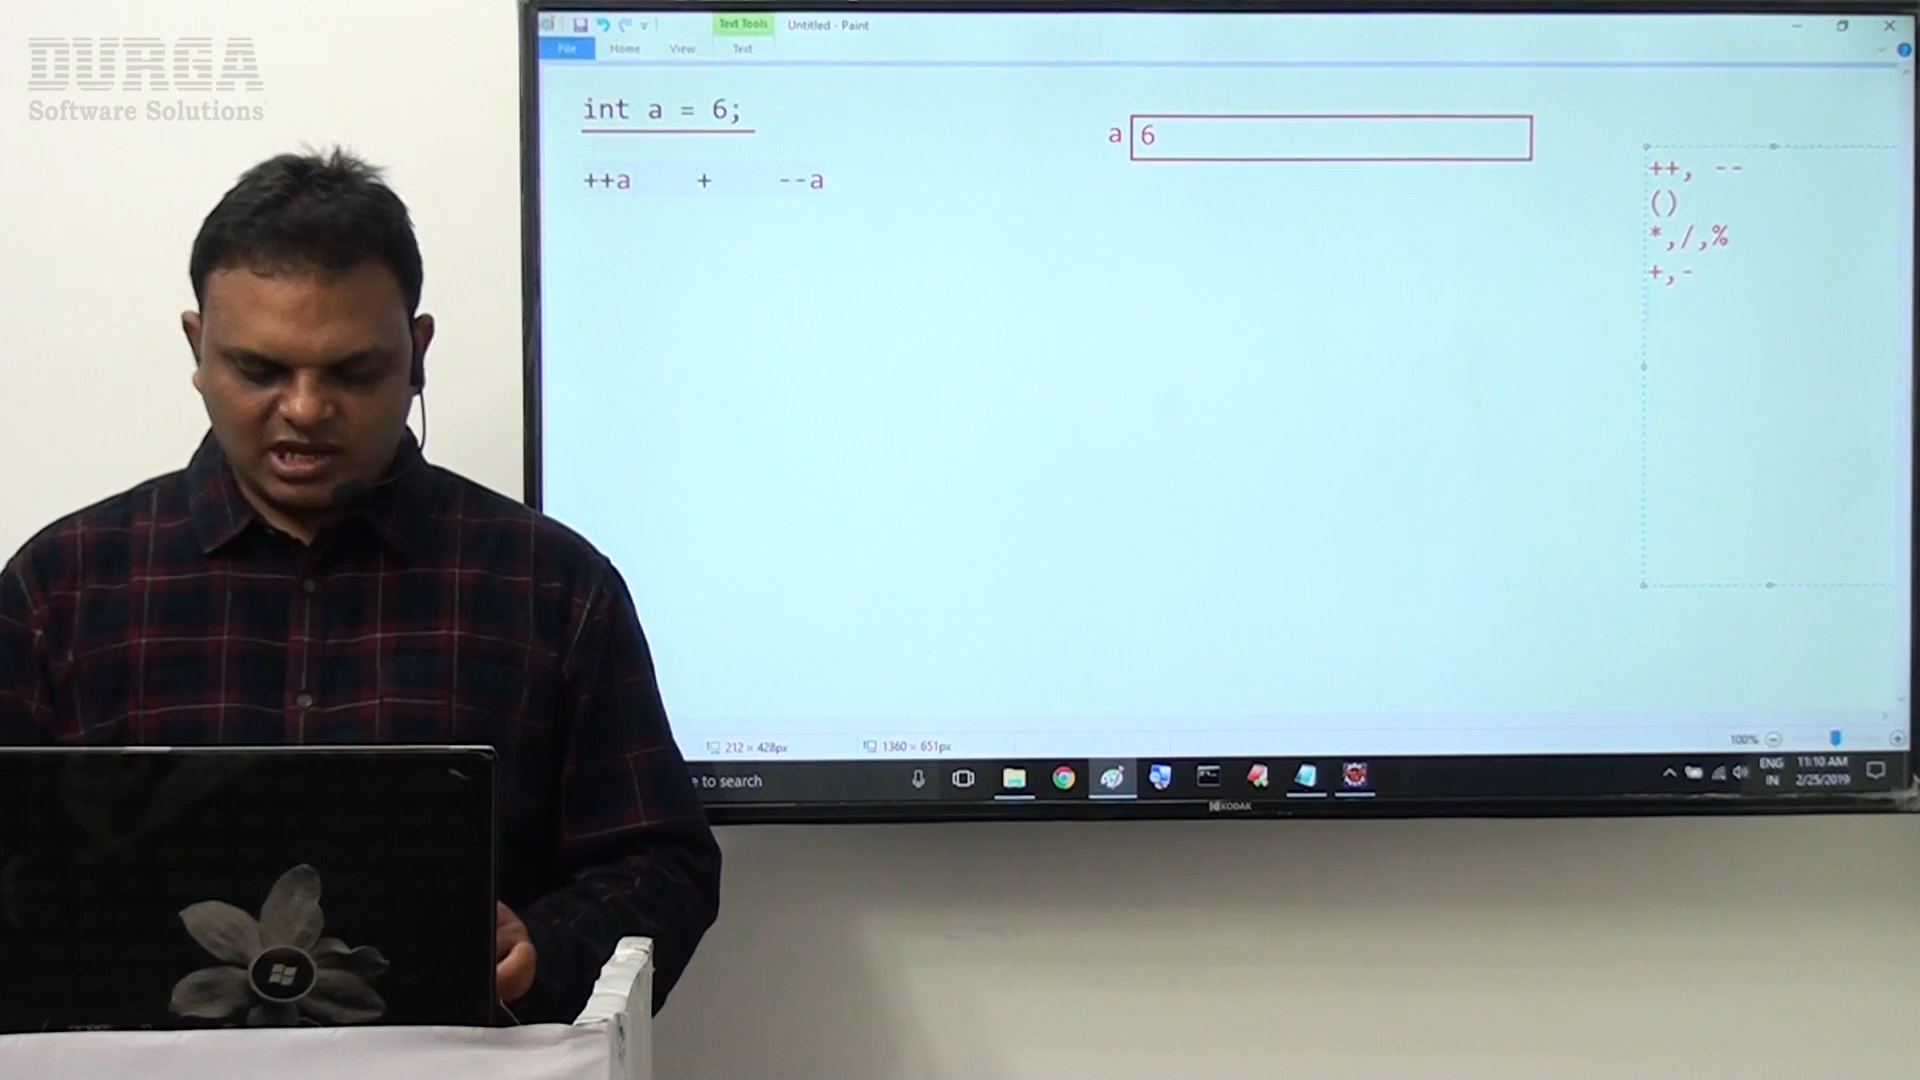 DURGA
Software Solutions
Text Tools
Untitled - Paint
File
Home
View
Text
int a = 6;
++a + --a
a 6
++, --
()
*,/,%
+,-
212 × 428px
1360 × 651px
100%
e to search
ENG
IN
11:10 AM
2/25/2019
KODAK